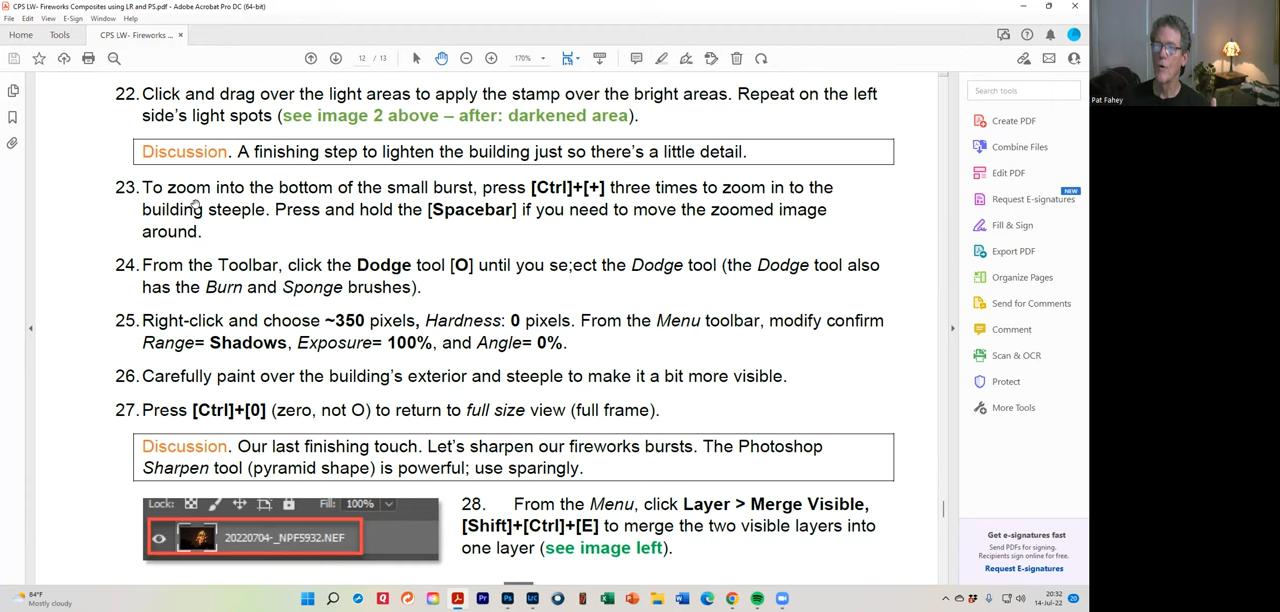 CPS LW- Fireworks Composites using LR and PS.pdf - Adobe Acrobat Pro DC (64-bit)
File Edit View E-Sign Window Help
Home Tools CPS LW- Fireworks ... ×
12 / 13 170%
22. Click and drag over the light areas to apply the stamp over the bright areas. Repeat on the left
side's light spots (see image 2 above – after: darkened area).
Discussion. A finishing step to lighten the building just so there's a little detail.
23. To zoom into the bottom of the small burst, press [Ctrl]+[+] three times to zoom in to the
building steeple. Press and hold the [Spacebar] if you need to move the zoomed image
around.
24. From the Toolbar, click the Dodge tool [O] until you se;ect the Dodge tool (the Dodge tool also
has the Burn and Sponge brushes).
25. Right-click and choose ~350 pixels, Hardness: 0 pixels. From the Menu toolbar, modify confirm
Range= Shadows, Exposure= 100%, and Angle= 0%.
26. Carefully paint over the building's exterior and steeple to make it a bit more visible.
27. Press [Ctrl]+[0] (zero, not O) to return to full size view (full frame).
Discussion. Our last finishing touch. Let's sharpen our fireworks bursts. The Photoshop
Sharpen tool (pyramid shape) is powerful; use sparingly.
Lock: Fill: 100%
20220704-_NPF5932.NEF
28. From the Menu, click Layer > Merge Visible,
[Shift]+[Ctrl]+[E] to merge the two visible layers into
one layer (see image left).
Search tools
Create PDF
Combine Files
Edit PDF
NEW
Request E-signatures
Fill & Sign
Export PDF
Organize Pages
Send for Comments
Comment
Scan & OCR
Protect
More Tools
Get e-signatures fast
Send PDFs for signing.
Recipients sign online for free.
Request E-signatures
Pat Fahey
84°F
Mostly cloudy
20:32
14-Jul-22
20